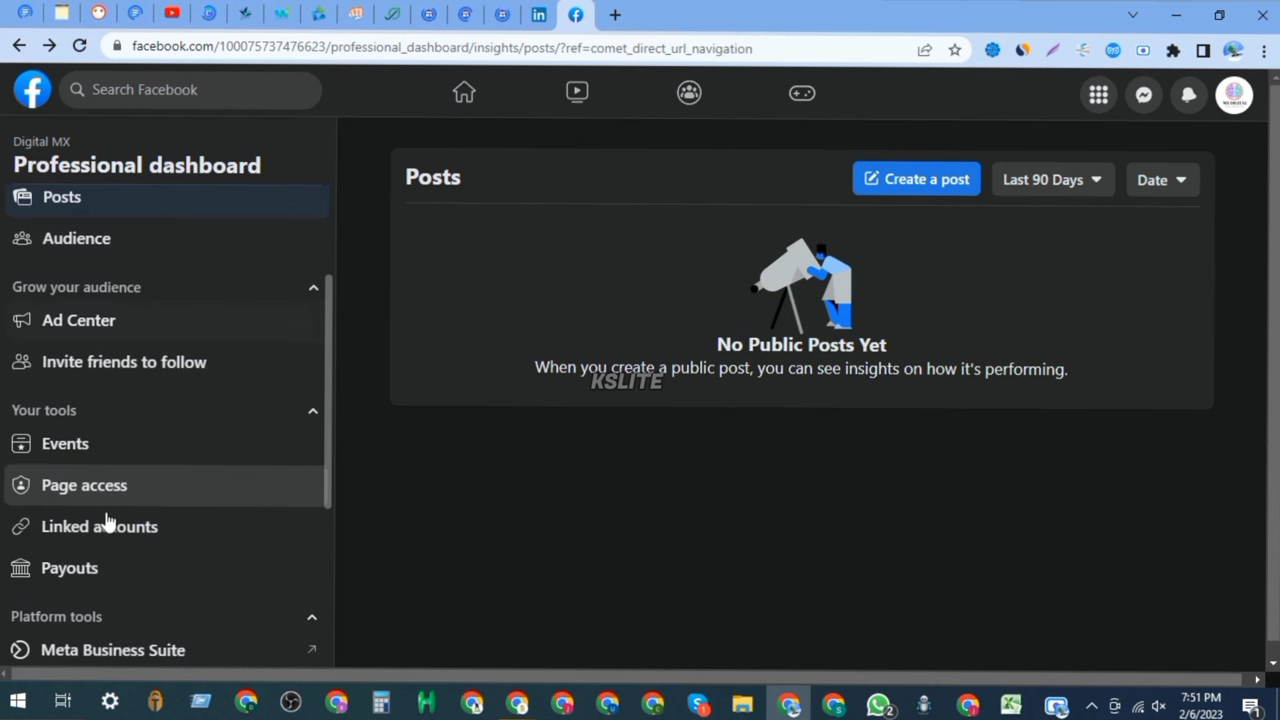 facebook.com/100075737476623/professional_dashboard/insights/posts/?ref=comet_direct_url_navigation
Search Facebook
Digital MX
Professional dashboard
Posts
Audience
Grow your audience
Ad Center
Invite friends to follow
Your tools
Events
Page access
Linked accounts
Payouts
Platform tools
Meta Business Suite
Posts
Create a post
Last 90 Days
Date
No Public Posts Yet
When you create a public post, you can see insights on how it's performing.
KSLITE
7:51 PM
2/6/2023